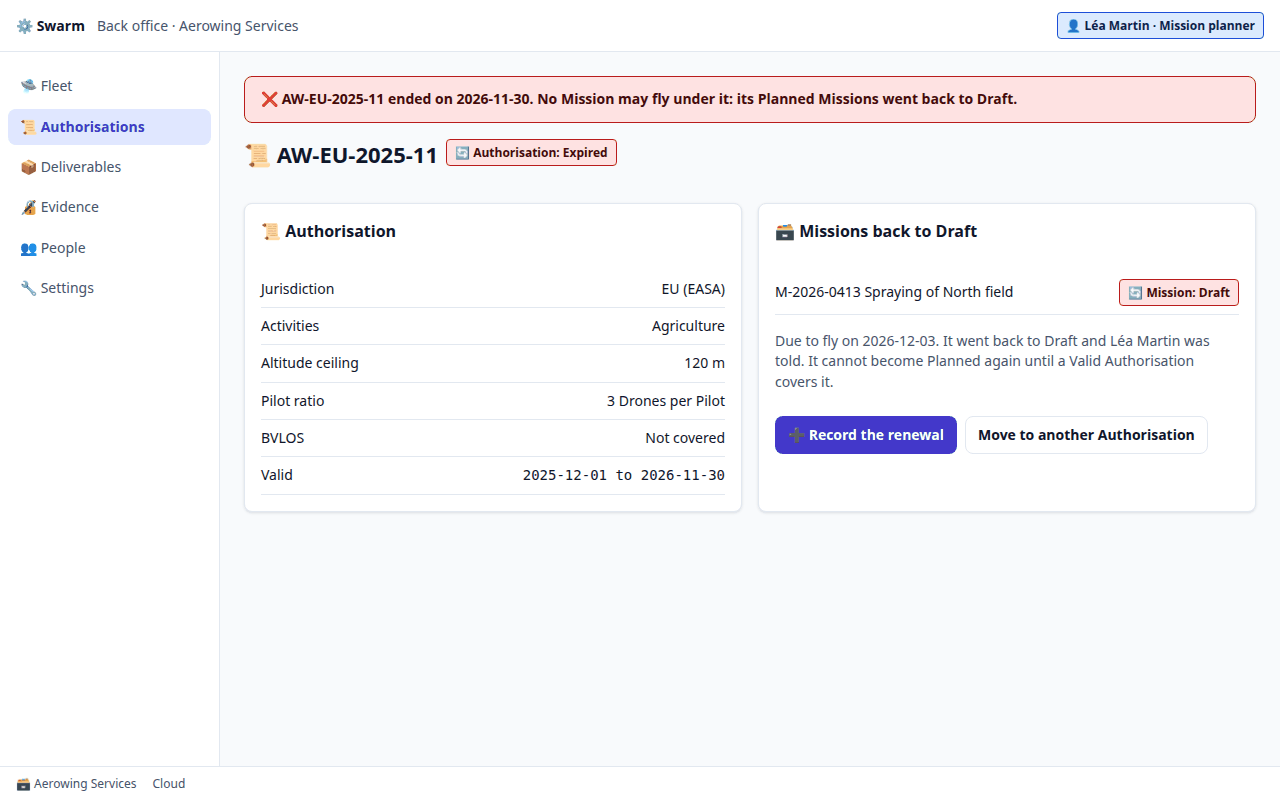 Swarm Back office · Aerowing Services
Léa Martin · Mission planner
Fleet
Authorisations
Deliverables
Evidence
People
Settings
AW-EU-2025-11 ended on 2026-11-30. No Mission may fly under it: its Planned Missions went back to Draft.
AW-EU-2025-11
Authorisation: Expired
Authorisation
Jurisdiction EU (EASA)
Activities Agriculture
Altitude ceiling 120 m
Pilot ratio 3 Drones per Pilot
BVLOS Not covered
Valid 2025-12-01 to 2026-11-30
Missions back to Draft
M-2026-0413 Spraying of North field Mission: Draft
Due to fly on 2026-12-03. It went back to Draft and Léa Martin was
told. It cannot become Planned again until a Valid Authorisation
covers it.
Record the renewal Move to another Authorisation
Aerowing Services Cloud